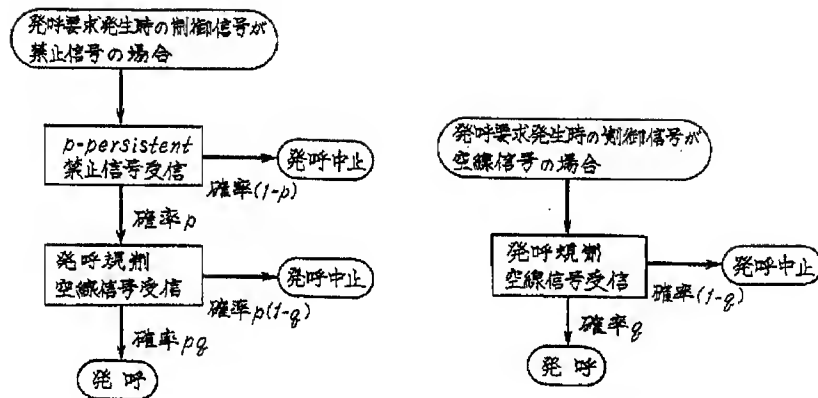 発呼要求発生時の制御信号が
禁止信号の場合
p-persistent
禁止信号受信
発呼中止
確率(1-p)
確率p
発呼規制
空線信号受信
発呼中止
確率p(1-q)
確率pq
発呼
発呼要求発生時の制御信号が
空線信号の場合
発呼規制
空線信号受信
発呼中止
確率(1-q)
確率q
発呼